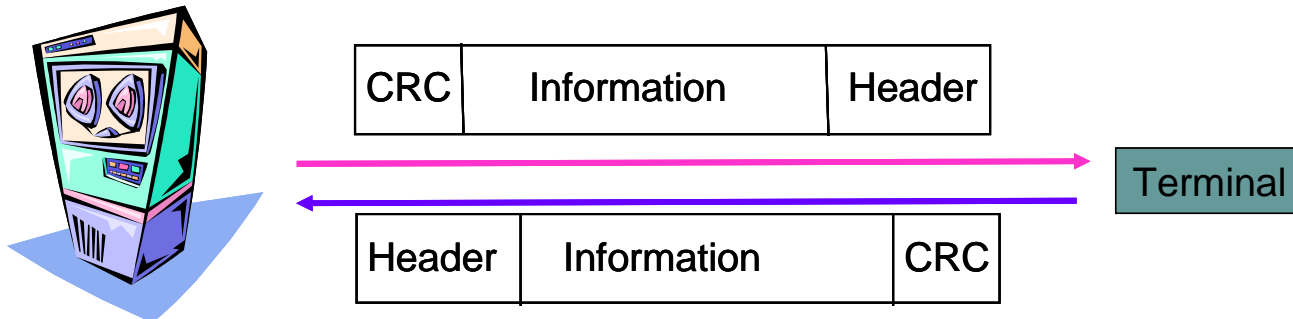 CRC Information Header
Terminal
Header Information CRC